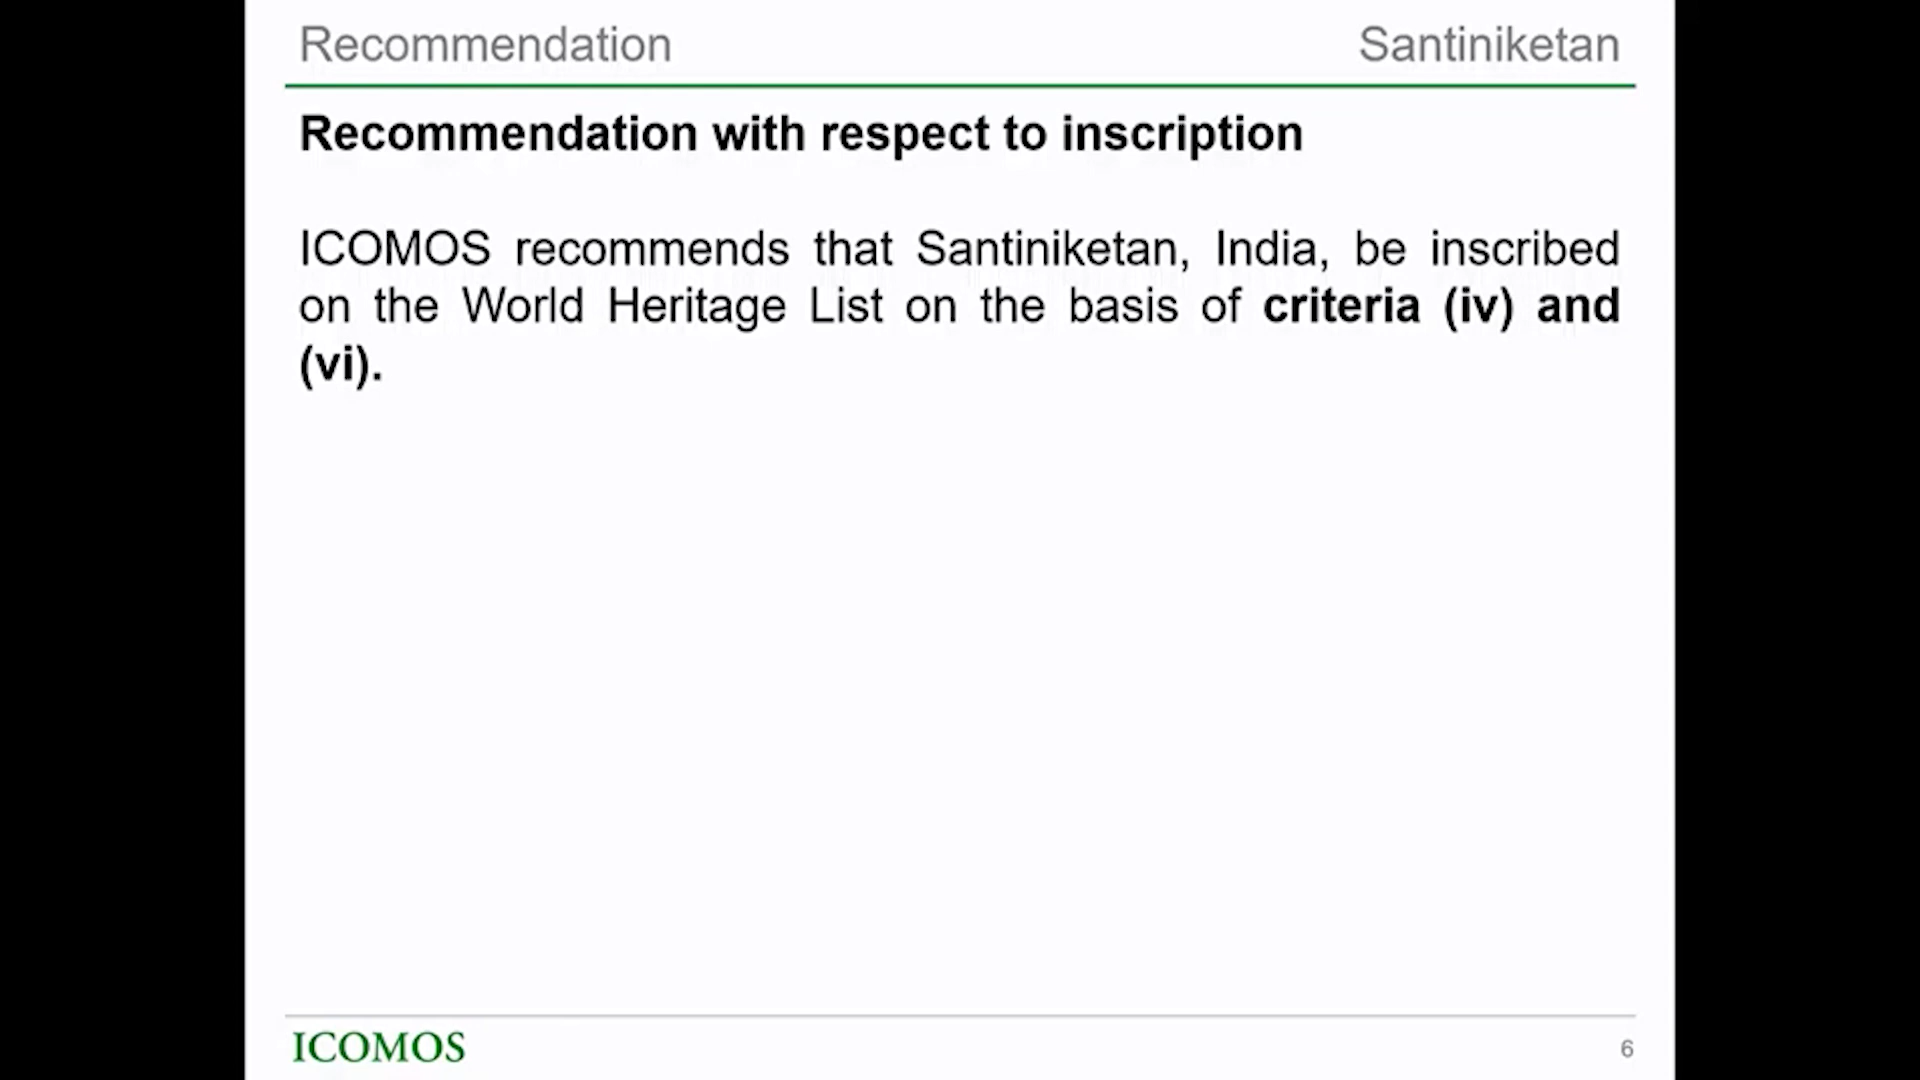 Recommendation Santiniketan
Recommendation with respect to inscription
ICOMOS recommends that Santiniketan, India, be inscribed
on the World Heritage List on the basis of criteria (iv) and
(vi).
ICOMOS 6